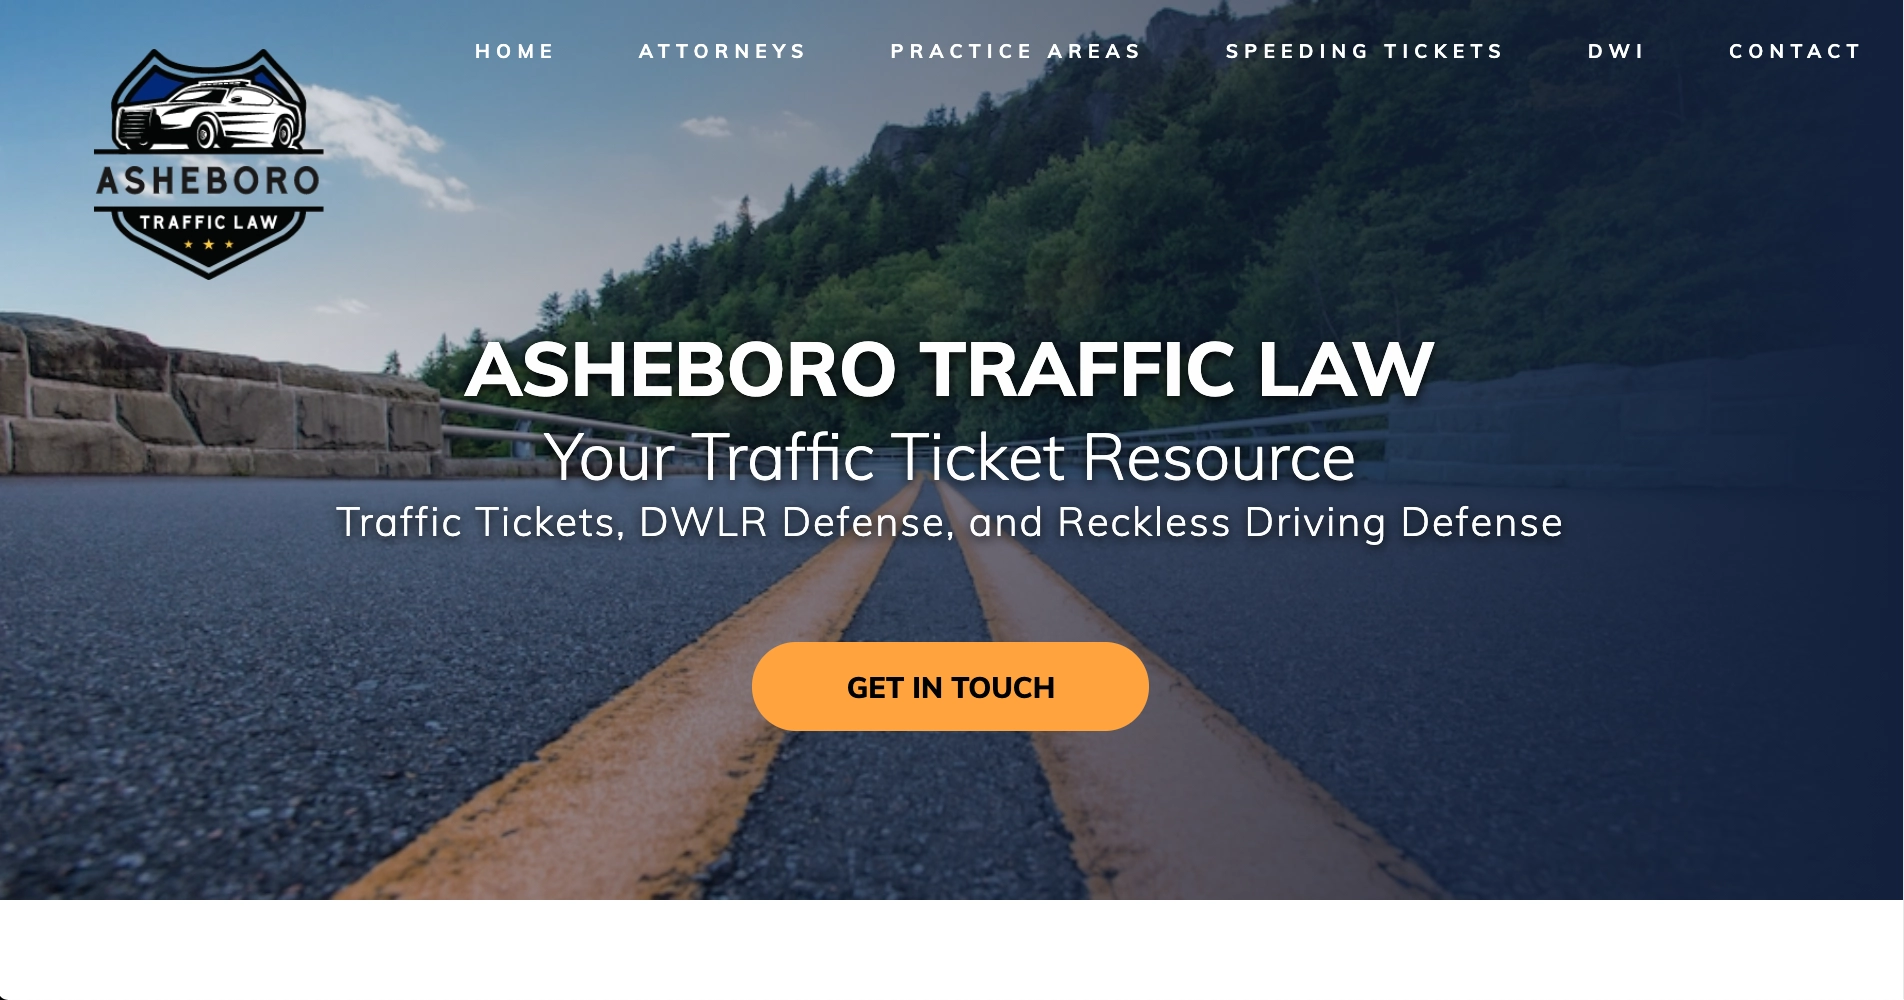 HOME ATTORNEYS PRACTICE AREAS SPEEDING TICKETS DWI CONTACT
ASHEBORO
TRAFFIC LAW
ASHEBORO TRAFFIC LAW
Your Traffic Ticket Resource
Traffic Tickets, DWLR Defense, and Reckless Driving Defense
GET IN TOUCH